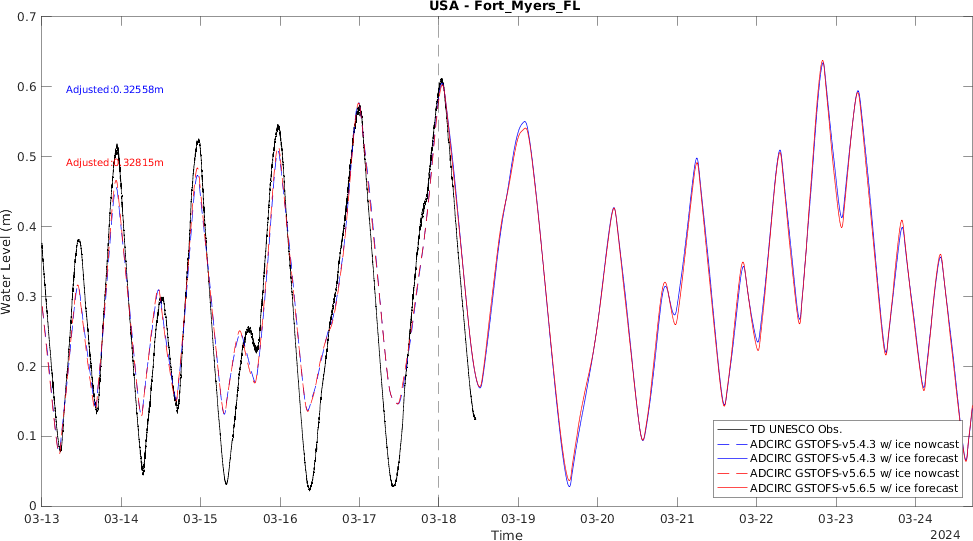 USA - Fort_Myers_FL
0.7
0.6
0.5
0.4
0.3
0.2
0.1
0
Water Level (m)
Adjusted:0.32558m
Adjusted:0.32815m
TD UNESCO Obs.
ADCIRC GSTOFS-v5.4.3 w/ ice nowcast
ADCIRC GSTOFS-v5.4.3 w/ ice forecast
ADCIRC GSTOFS-v5.6.5 w/ ice nowcast
ADCIRC GSTOFS-v5.6.5 w/ ice forecast
03-13 03-14 03-15 03-16 03-17 03-18 03-19 03-20 03-21 03-22 03-23 03-24
Time
2024